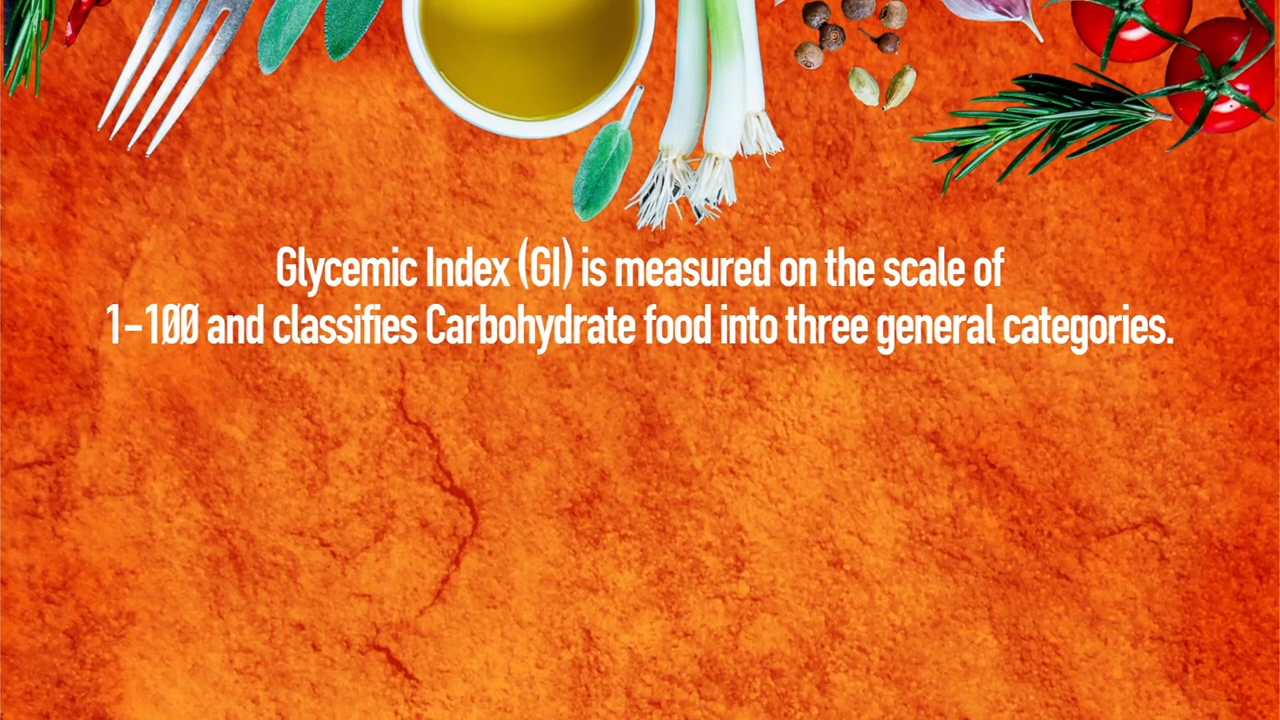 Glycemic Index (GI) is measured on the scale of
1-100 and classifies Carbohydrate food into three general categories.